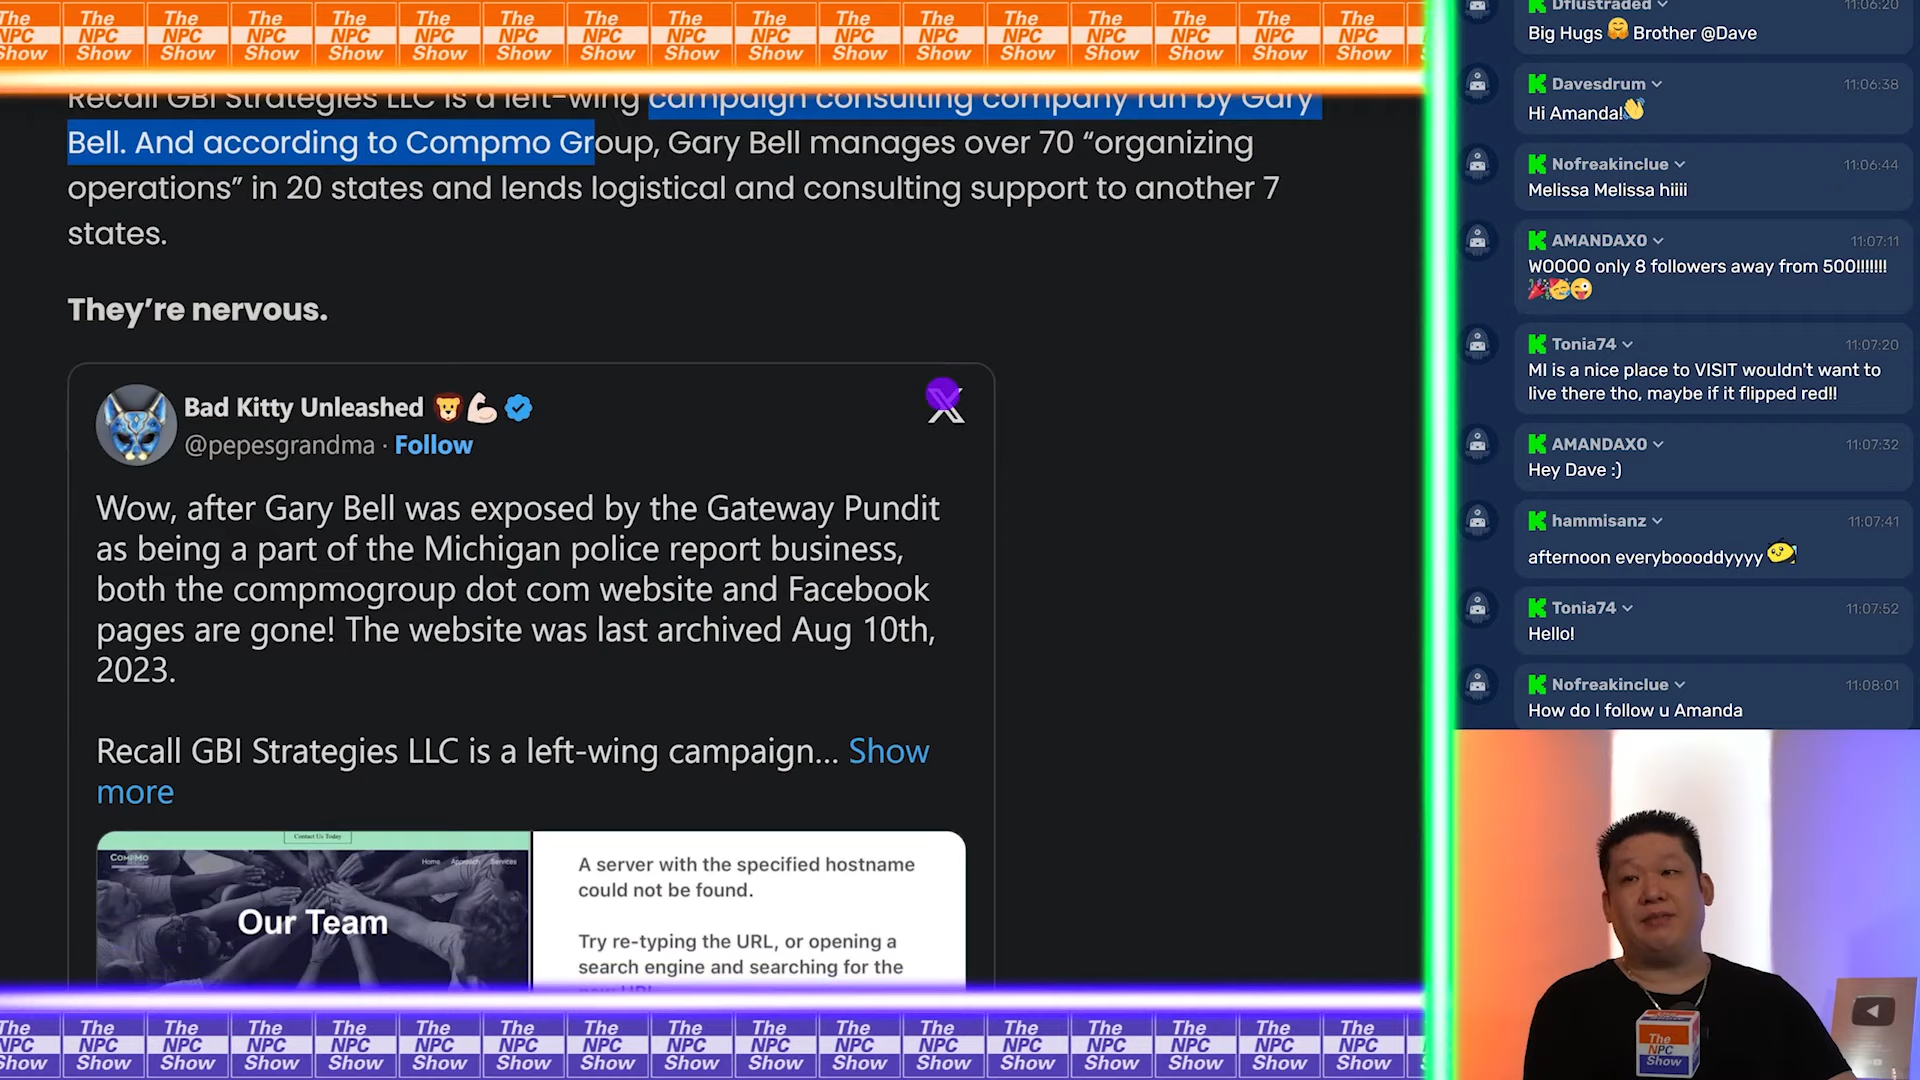 The NPC Show
Recall GBI Strategies LLC is a left-wing campaign consulting company run by Gary
Bell. And according to Compmo Group, Gary Bell manages over 70 “organizing
operations” in 20 states and lends logistical and consulting support to another 7
states.
They’re nervous.
Bad Kitty Unleashed 🦁💪
@pepesgrandma · Follow
Wow, after Gary Bell was exposed by the Gateway Pundit
as being a part of the Michigan police report business,
both the compmogroup dot com website and Facebook
pages are gone! The website was last archived Aug 10th,
2023.
Recall GBI Strategies LLC is a left-wing campaign... Show
more
Contact Us Today
COMPMO
Home Approach Services
Our Team
A server with the specified hostname
could not be found.
Try re-typing the URL, or opening a
search engine and searching for the
Dflustraded 11:06:20
Big Hugs 🤗 Brother @Dave
Davesdrum 11:06:38
Hi Amanda!👋
Nofreakinclue 11:06:44
Melissa Melissa hiiii
AMANDAX0 11:07:11
WOOOO only 8 followers away from 500!!!!!!!
🎉🥳😜
Tonia74 11:07:20
MI is a nice place to VISIT wouldn't want to
live there tho, maybe if it flipped red!!
AMANDAX0 11:07:32
Hey Dave :)
hammisanz 11:07:41
afternoon everyboooddyyyy
Tonia74 11:07:52
Hello!
Nofreakinclue 11:08:01
How do I follow u Amanda
The
NPC
Show
The NPC Show